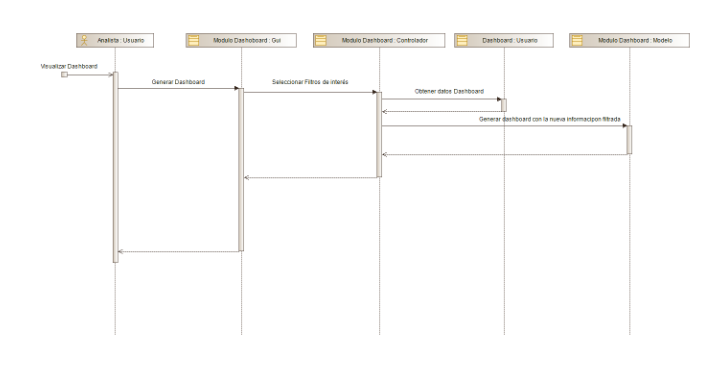 Analista : Usuario
Modulo Dashoboard : Gui
Modulo Dashboard : Controlador
Dashboard : Usuario
Modulo Dashboard : Modelo
Visualizar Dashboard
Generar Dashboard
Seleccionar Filtros de interés
Obtener datos Dashboard
Generar dashboard con la nueva informacipon filtrada